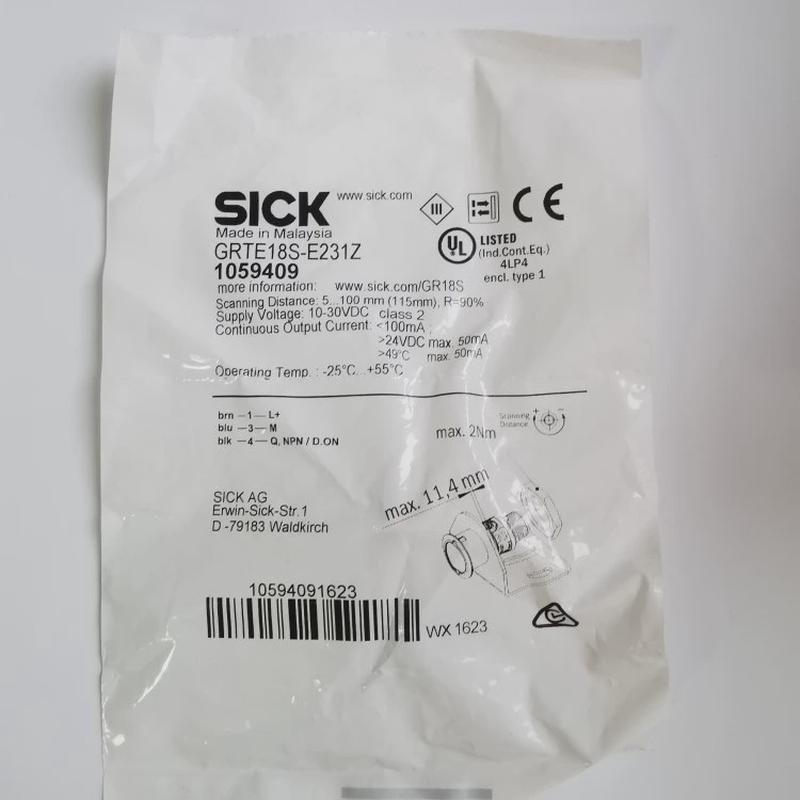 SICK www.sick.com
III
CE
Made in Malaysia
GRTE18S-E231Z
1059409
UL LISTED
(Ind.Cont.Eq.)
4LP4
encl. type 1
more information: www.sick.com/GR18S
Scanning Distance: 5...100 mm (115mm), R=90%
Supply Voltage: 10-30VDC class 2
Continuous Output Current: <100mA
>24VDC max. 50mA
>49°C max. 50mA
Operating Temp. : -25°C...+55°C
brn -1- L+
blu -3- M
blk -4- Q, NPN / D.ON
max. 2Nm
Scanning
Distance
+ -
SICK AG
Erwin-Sick-Str.1
D -79183 Waldkirch
max. 11,4 mm
10594091623
WX 1623